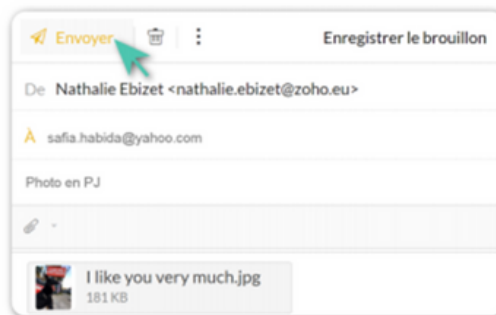 Envoyer Enregistrer le brouillon
De Nathalie Ebizet <nathalie.ebizet@zoho.eu>
À safia.habida@yahoo.com
Photo en PJ
I like you very much.jpg
181 KB